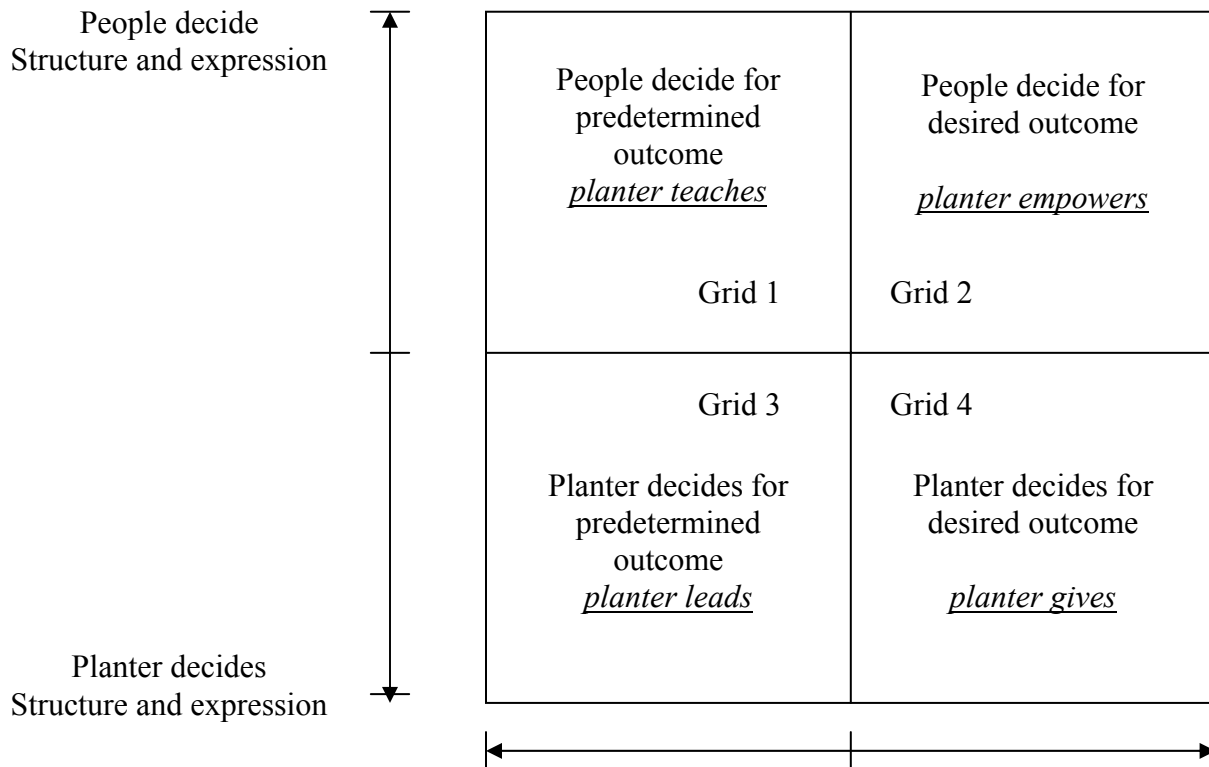 People decide
Structure and expression
People decide for
predetermined
outcome
planter teaches
Grid 1
People decide for
desired outcome
planter empowers
Grid 2
Grid 3
Planter decides for
predetermined
outcome
planter leads
Grid 4
Planter decides for
desired outcome
planter gives
Planter decides
Structure and expression